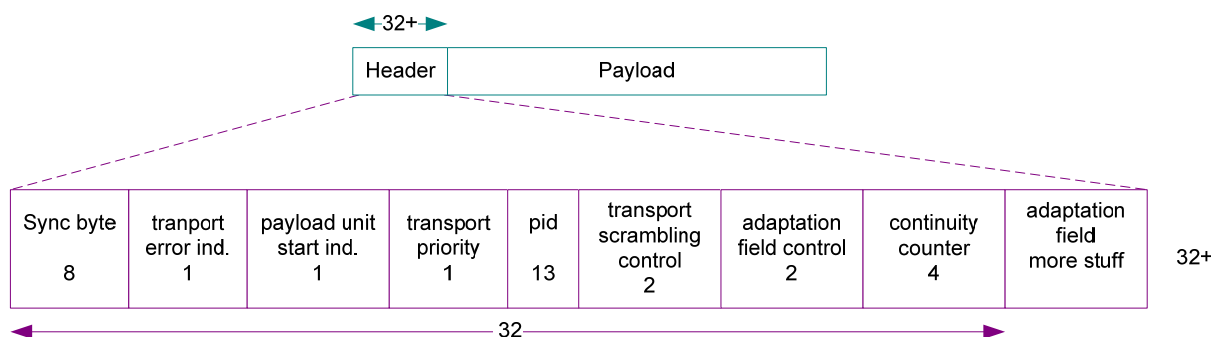 32+
Header
Payload
Sync byte
8
tranport
error ind.
1
payload unit
start ind.
1
transport
priority
1
pid
13
transport
scrambling
control
2
adaptation
field control
2
continuity
counter
4
adaptation
field
more stuff
32+
32